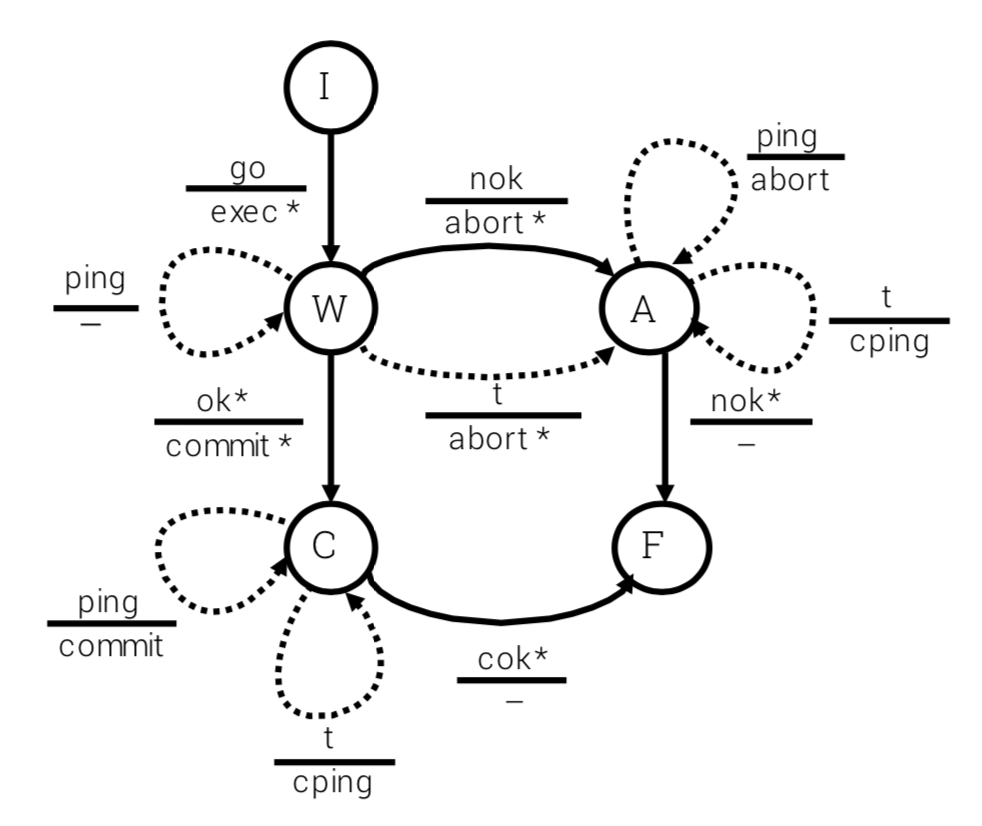 I
go
exec *
nok
abort *
ping
abort
ping
–
W
A
t
cping
t
abort *
ok*
commit *
nok*
–
C
F
ping
commit
cok*
–
t
cping